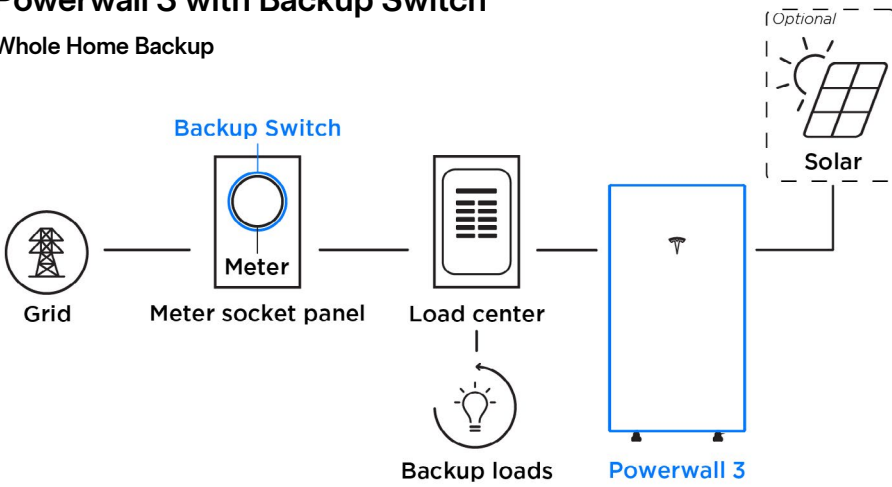 Powerwall 3 with Backup Switch
Whole Home Backup
Optional
Solar
Backup Switch
Meter
Grid
Meter socket panel
Load center
Backup loads
Powerwall 3